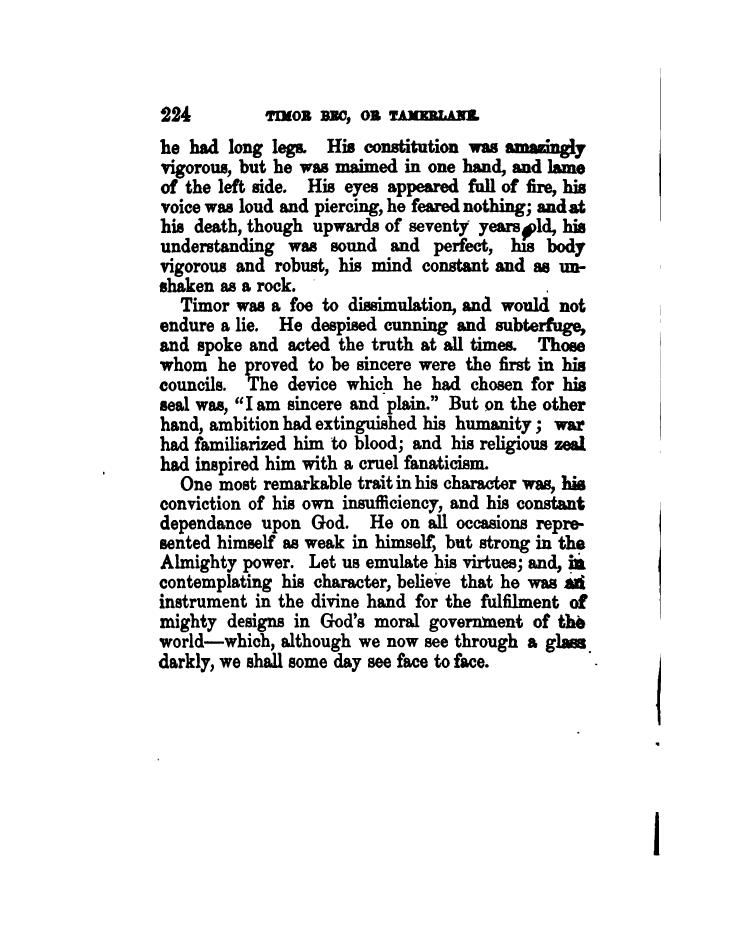 224 TIMOR BEC, OR TAMERLANE.
he had long legs. His constitution was amazingly
vigorous, but he was maimed in one hand, and lame
of the left side. His eyes appeared full of fire, his
voice was loud and piercing, he feared nothing; and at
his death, though upwards of seventy years old, his
understanding was sound and perfect, his body
vigorous and robust, his mind constant and as un-
shaken as a rock.
Timor was a foe to dissimulation, and would not
endure a lie. He despised cunning and subterfuge,
and spoke and acted the truth at all times. Those
whom he proved to be sincere were the first in his
councils. The device which he had chosen for his
seal was, "I am sincere and plain." But on the other
hand, ambition had extinguished his humanity; war
had familiarized him to blood; and his religious zeal
had inspired him with a cruel fanaticism.
One most remarkable trait in his character was, his
conviction of his own insufficiency, and his constant
dependance upon God. He on all occasions repre-
sented himself as weak in himself, but strong in the
Almighty power. Let us emulate his virtues; and, in
contemplating his character, believe that he was an
instrument in the divine hand for the fulfilment of
mighty designs in God's moral government of the
world—which, although we now see through a glass
darkly, we shall some day see face to face.